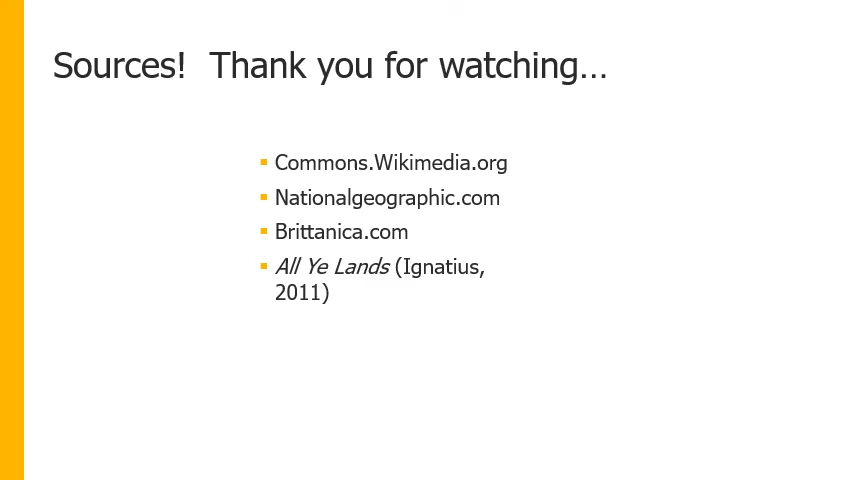 Sources!  Thank you for watching…
Commons.Wikimedia.org
Nationalgeographic.com
Brittanica.com
All Ye Lands (Ignatius,
2011)